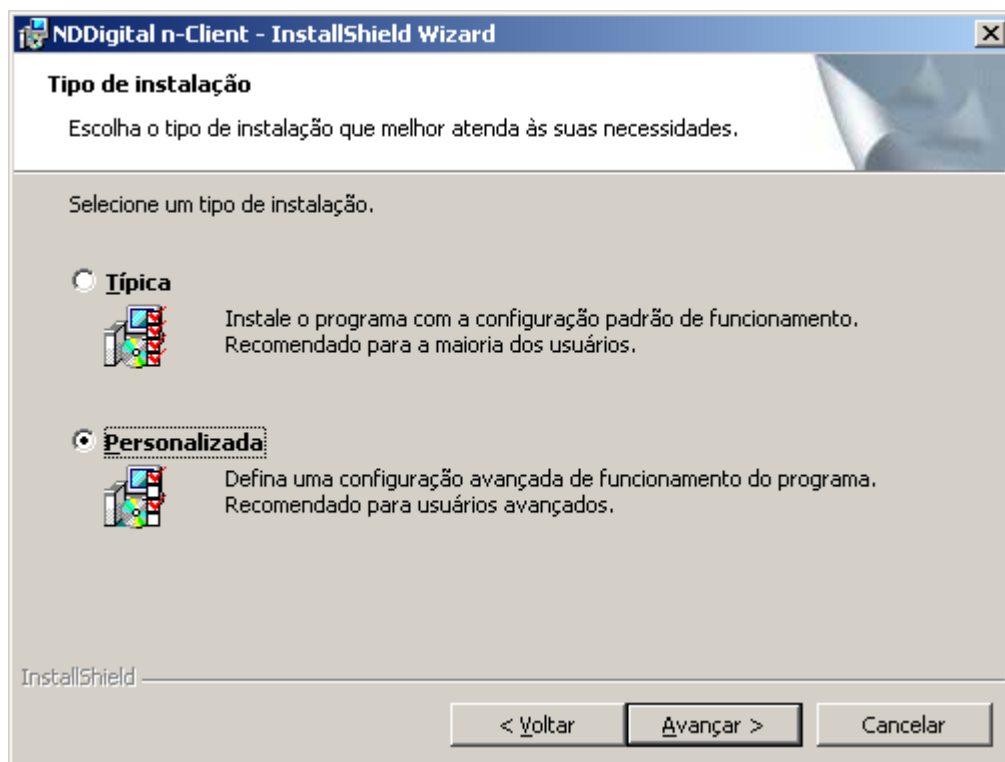 NDDigital n-Client - InstallShield Wizard
Tipo de instalação
Escolha o tipo de instalação que melhor atenda às suas necessidades.
Selecione um tipo de instalação.
Típica
Instale o programa com a configuração padrão de funcionamento.
Recomendado para a maioria dos usuários.
Personalizada
Defina uma configuração avançada de funcionamento do programa.
Recomendado para usuários avançados.
InstallShield
< Voltar
Avançar >
Cancelar